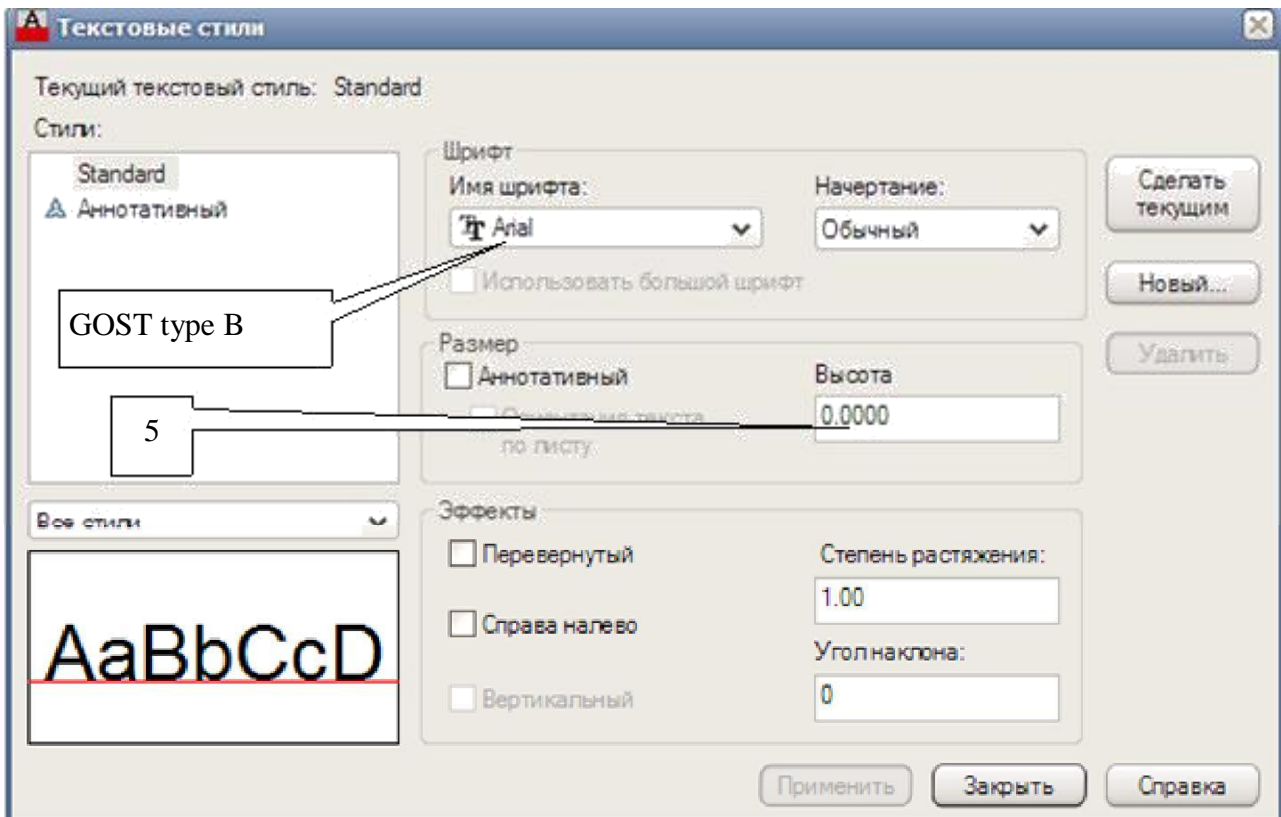 Текстовые стили
Текущий текстовый стиль: Standard
Стили:
Standard
Аннотативный
Шрифт
Имя шрифта:
Arial
Начертание:
Обычный
Использовать большой шрифт
Сделать
текущим
Новый...
Удалить
GOST type B
Размер
Аннотативный
Высота
0.0000
Ориентация текста
по листу
5
Все стили
AaBbCcD
Эффекты
Перевернутый
Справа налево
Вертикальный
Степень растяжения:
1.00
Угол наклона:
0
Применить
Закрыть
Справка